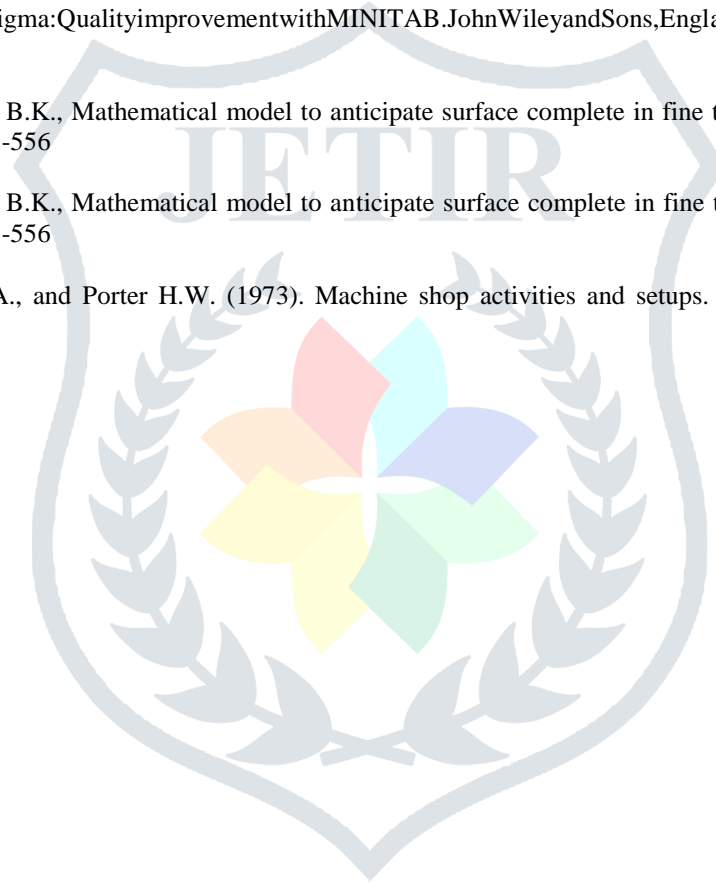 igma:QualityimprovementwithMINITAB.JohnWileyandSons,Engla
B.K., Mathematical model to anticipate surface complete in fine t
-556
JETIR
B.K., Mathematical model to anticipate surface complete in fine t
-556
A., and Porter H.W. (1973). Machine shop activities and setups.